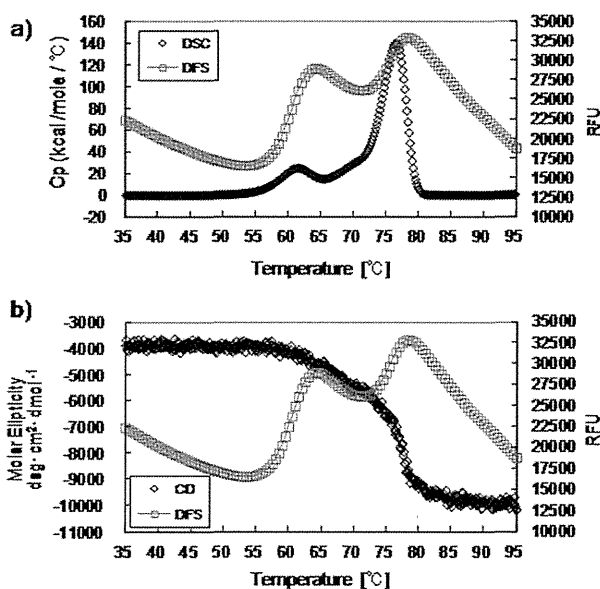 a)
DSC
DFS
Cp (kcal/mole/°C)
160
140
120
100
80
60
40
20
0
-20
35000
32500
30000
27500
25000
22500
20000
17500
15000
12500
10000
RFU
35 40 45 50 55 60 65 70 75 80 85 90 95
Temperature [°C]
b)
CD
DFS
Molar Elipticity
deg· cm²· dmol-1
-3000
-4000
-5000
-6000
-7000
-8000
-9000
-10000
-11000
35000
32500
30000
27500
25000
22500
20000
17500
15000
12500
10000
RFU
35 40 45 50 55 60 65 71 75 80 85 90 95
Temperature [°C]